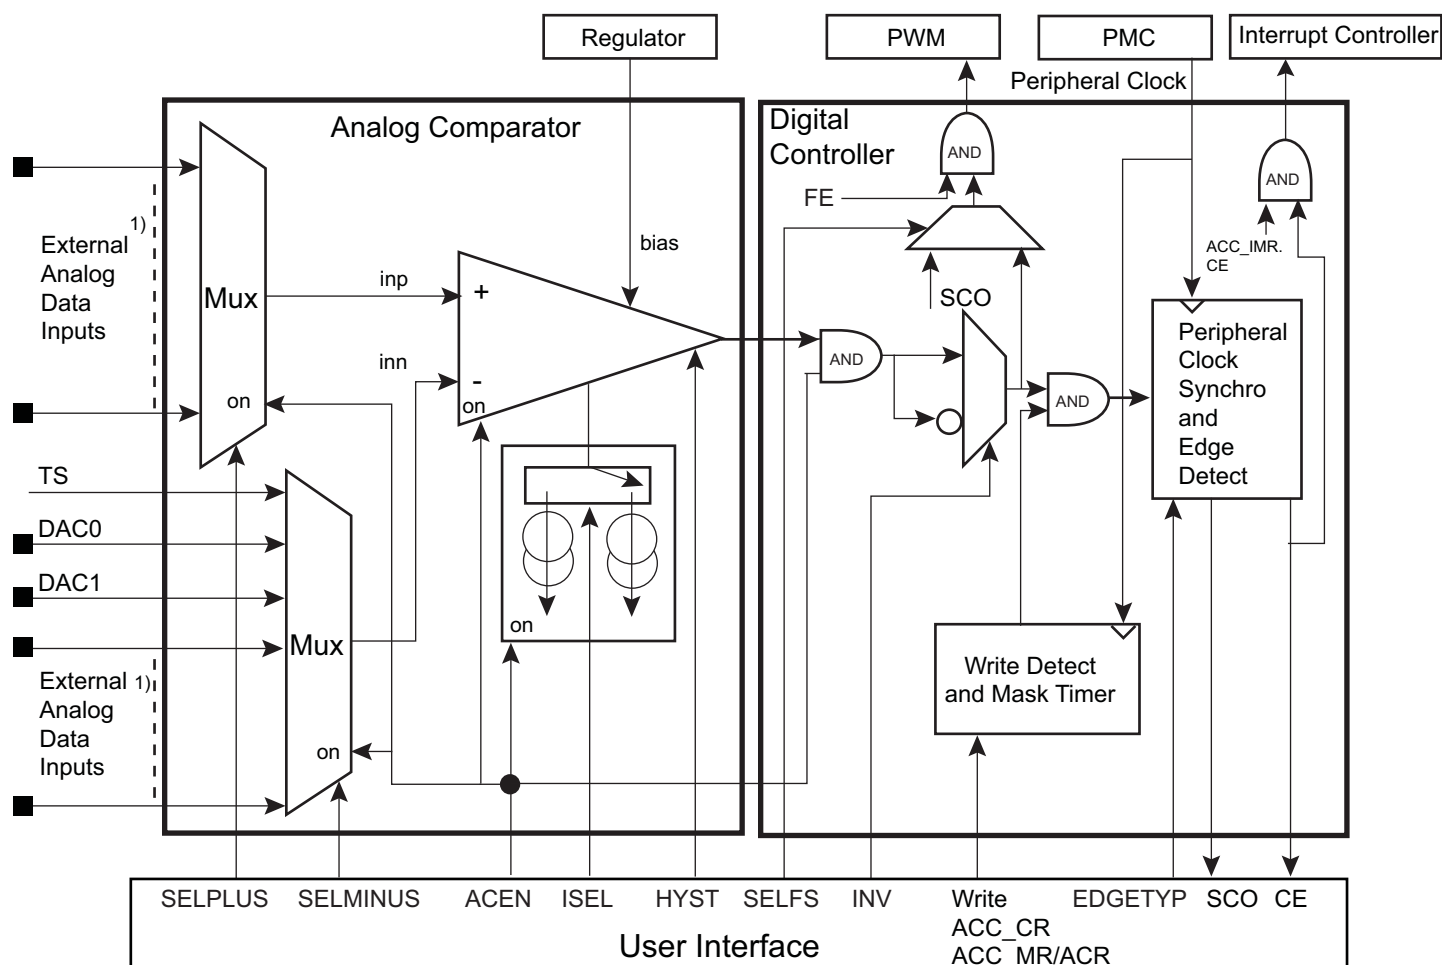 Regulator
PWM
PMC
Interrupt Controller
Peripheral Clock
Analog Comparator
Digital
Controller
AND
AND
FE
External 1)
Analog
Data
Inputs
Mux
on
inp
inn
+
-
on
bias
ACC_IMR.
CE
SCO
AND
AND
Peripheral
Clock
Synchro
and
Edge
Detect
TS
DAC0
DAC1
Mux
on
External 1)
Analog
Data
Inputs
on
Write Detect
and Mask Timer
SELPLUS
SELMINUS
ACEN
ISEL
HYST
SELFS
INV
Write
ACC_CR
ACC_MR/ACR
EDGETYP
SCO
CE
User Interface